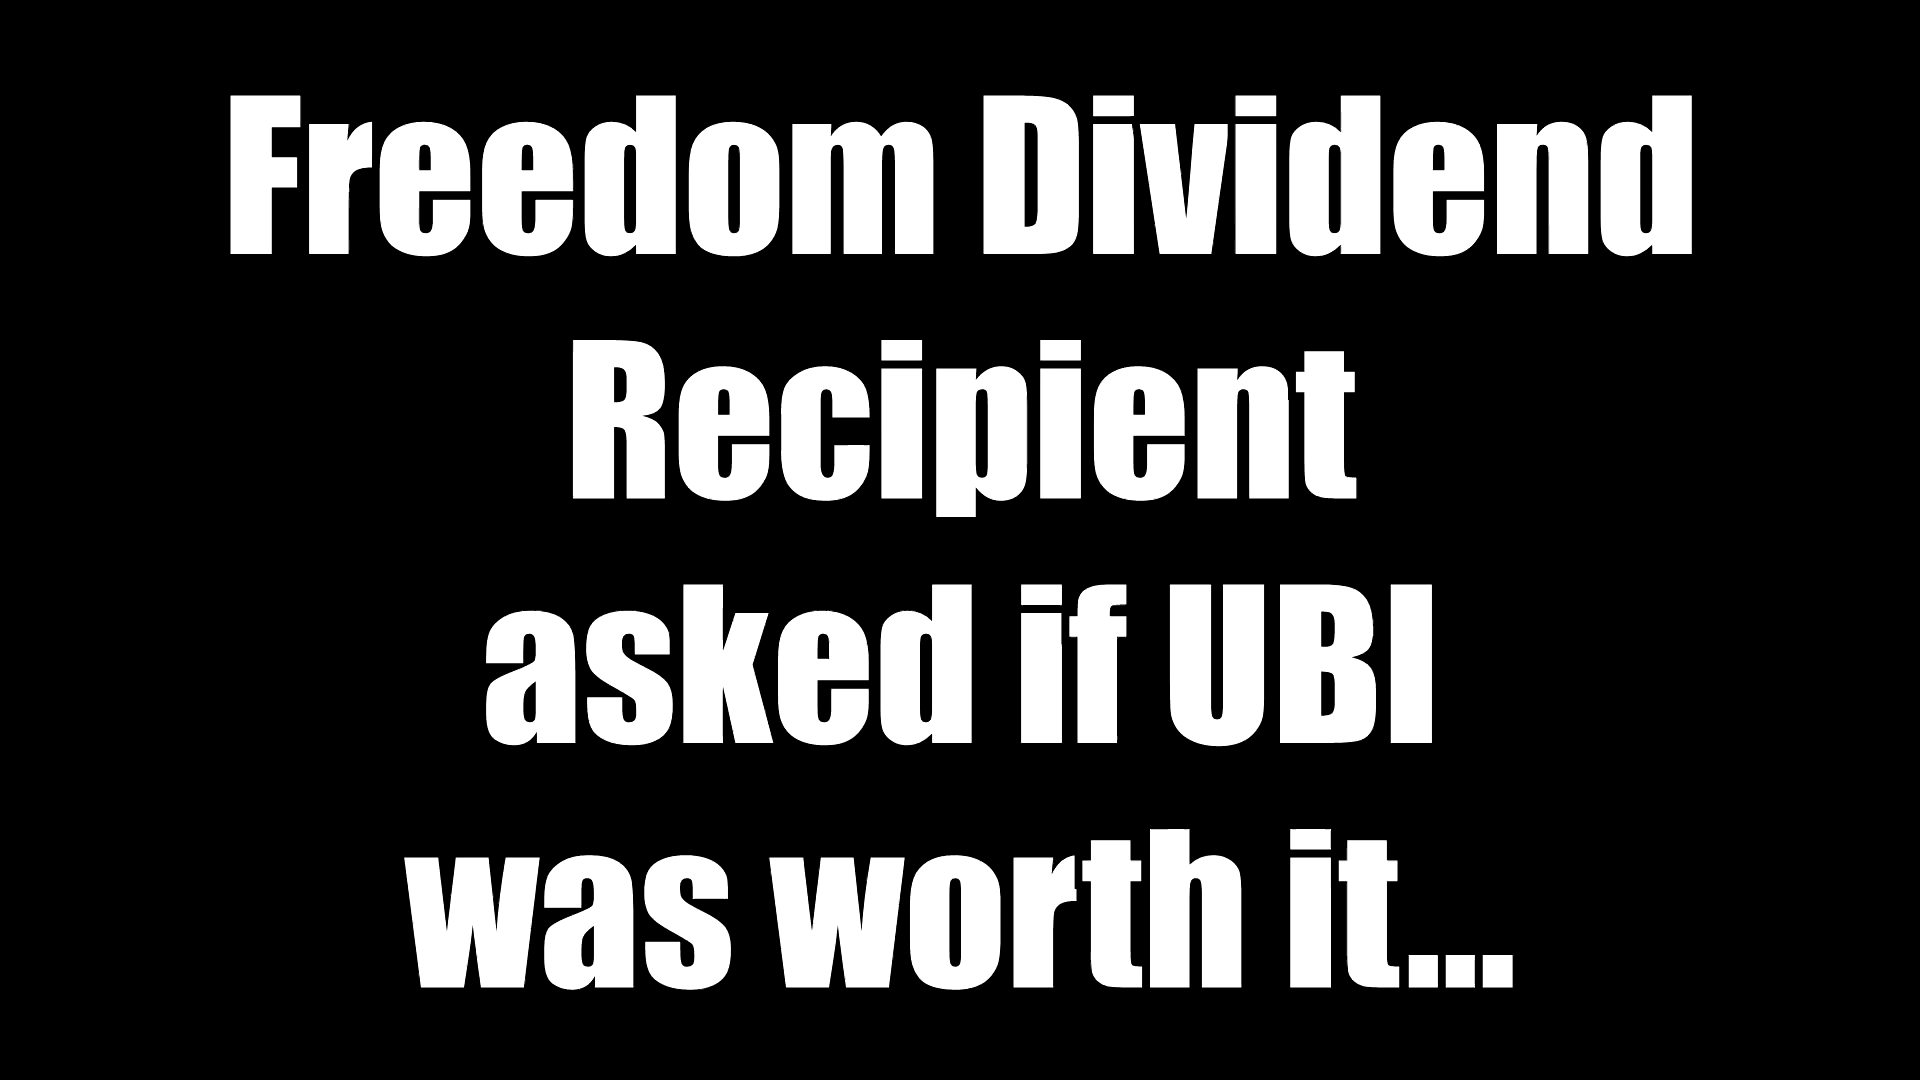 Freedom Dividend
Recipient
asked if UBI
was worth it...